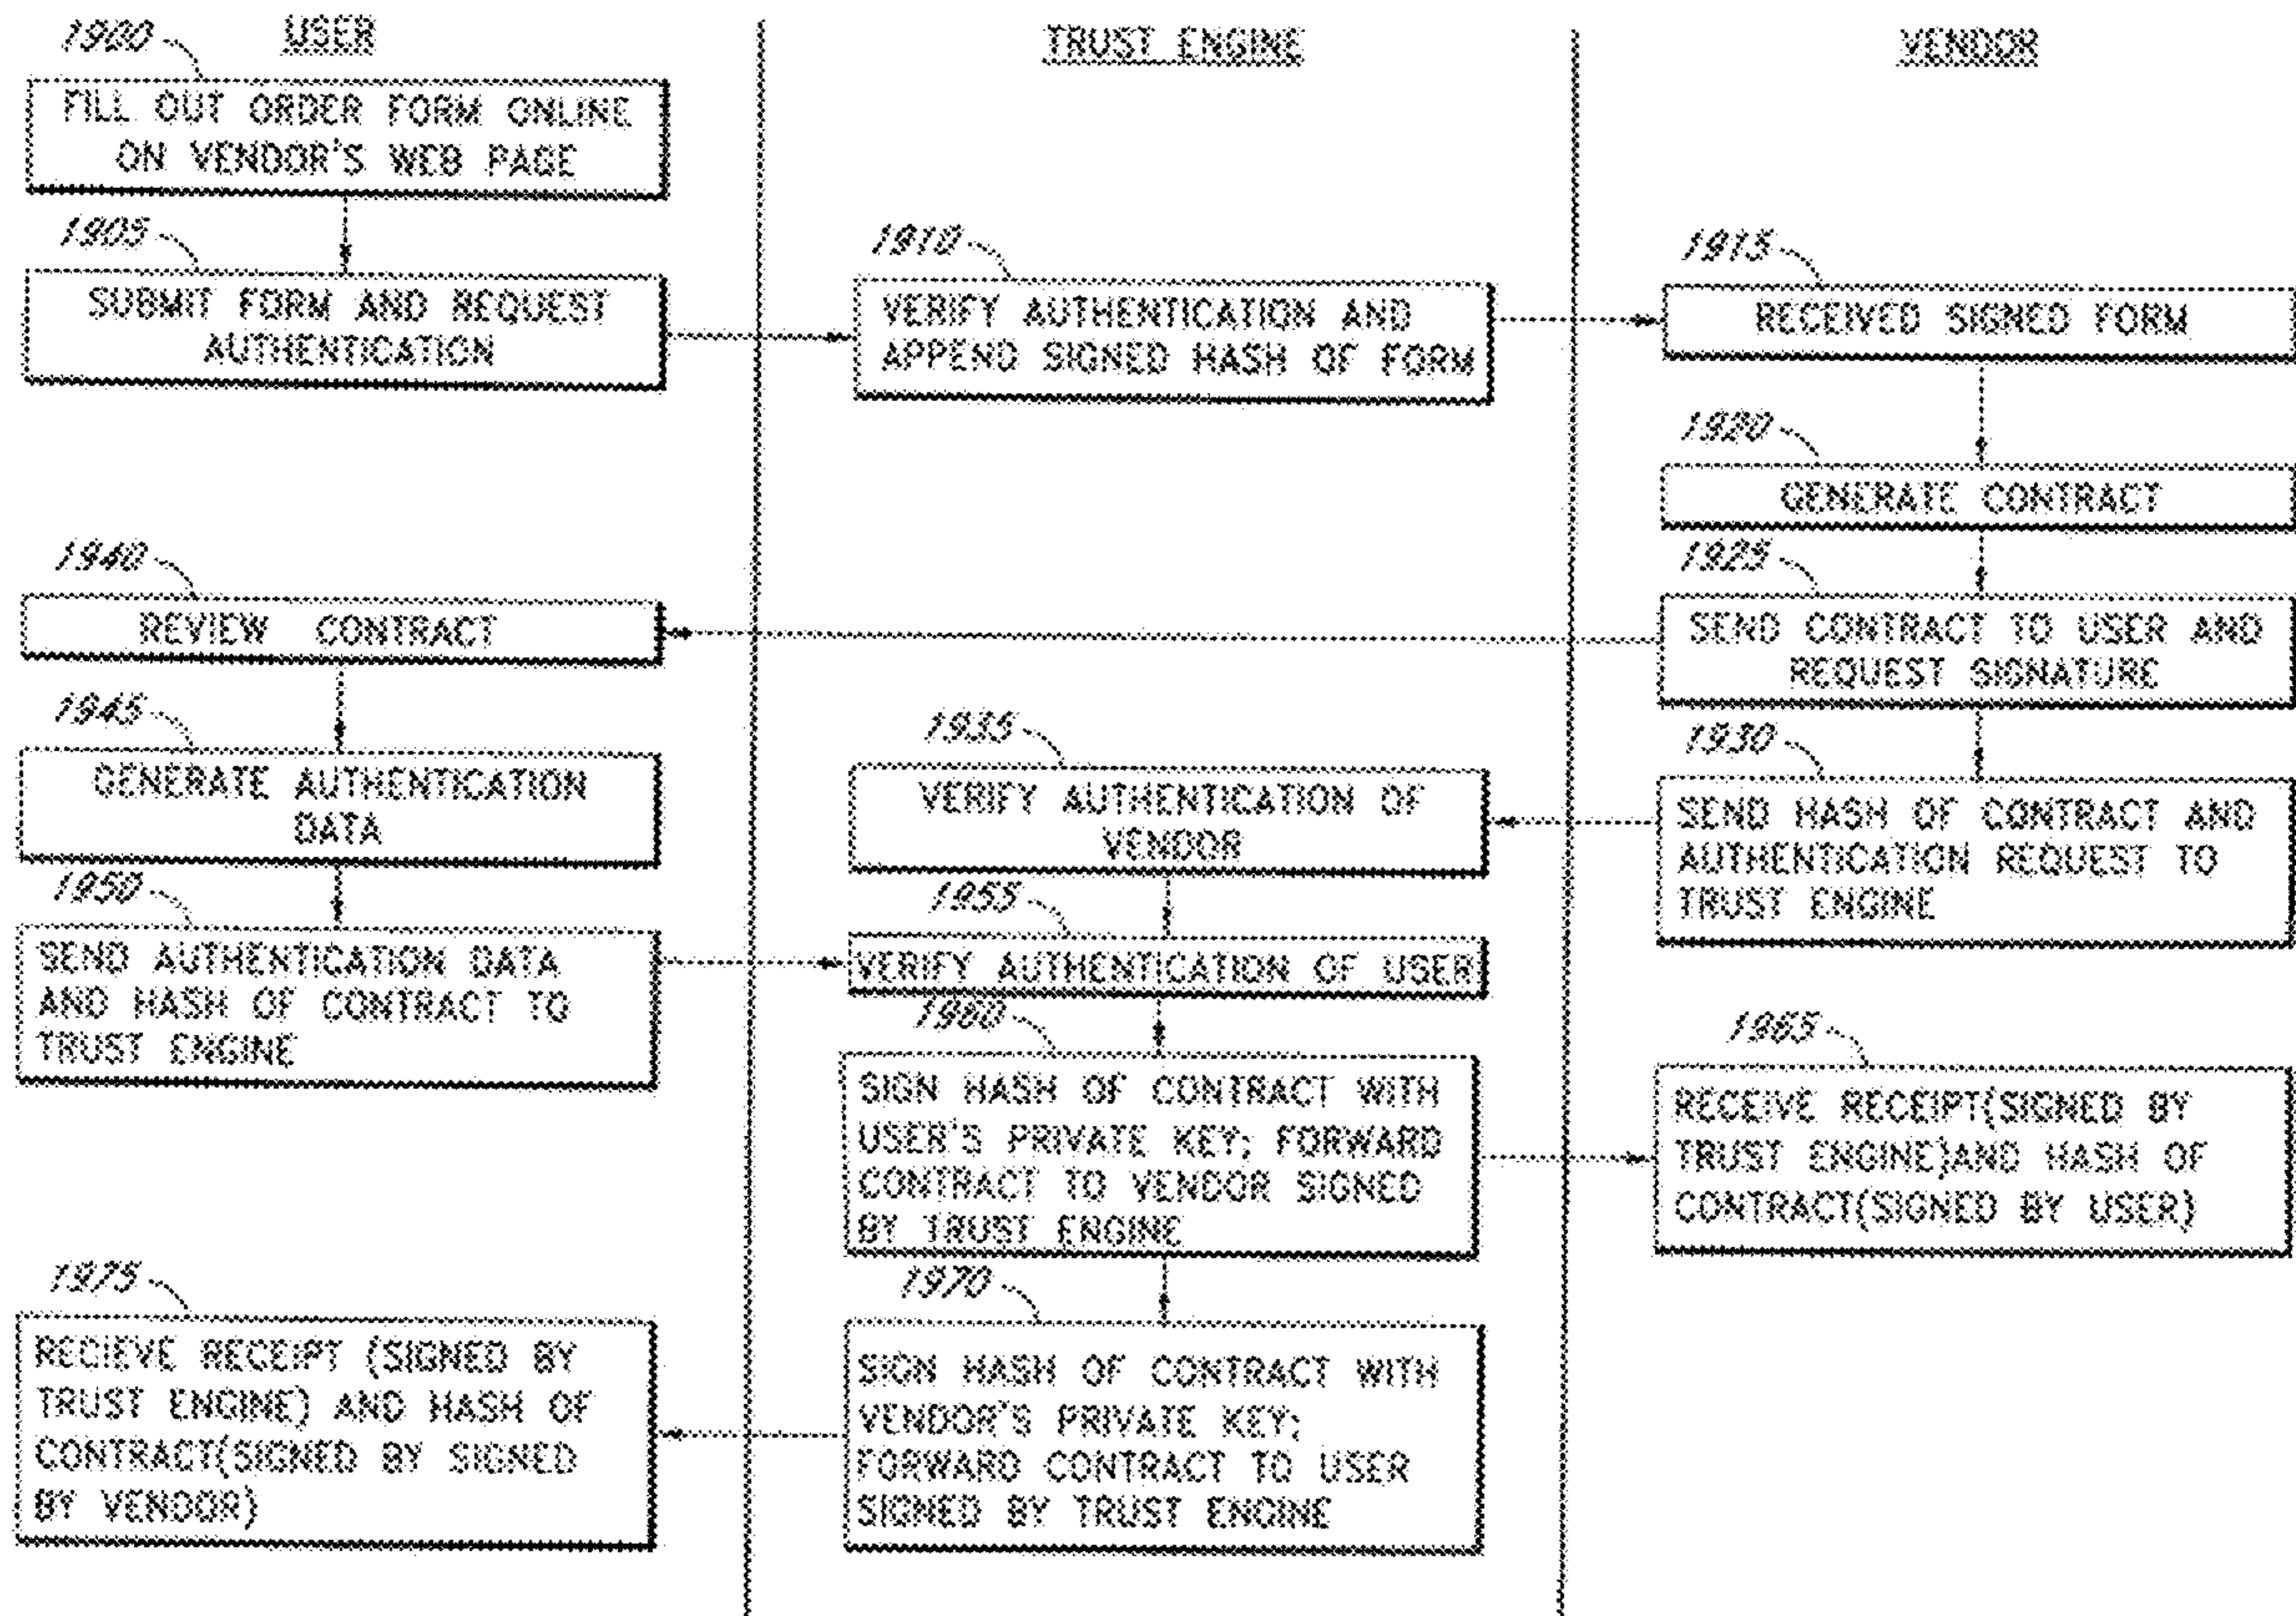 USER
TRUST ENGINE
VENDOR
1900
FILL OUT ORDER FORM ONLINE
ON VENDOR'S WEB PAGE
1905
SUBMIT FORM AND REQUEST
AUTHENTICATION
1910
VERIFY AUTHENTICATION AND
APPEND SIGNED HASH OF FORM
1915
RECEIVED SIGNED FORM
1920
GENERATE CONTRACT
1925
SEND CONTRACT TO USER AND
REQUEST SIGNATURE
1930
SEND HASH OF CONTRACT AND
AUTHENTICATION REQUEST TO
TRUST ENGINE
1935
VERIFY AUTHENTICATION OF
VENDOR
1940
REVIEW CONTRACT
1945
GENERATE AUTHENTICATION
DATA
1950
SEND AUTHENTICATION DATA
AND HASH OF CONTRACT TO
TRUST ENGINE
1955
VERIFY AUTHENTICATION OF USER
1960
SIGN HASH OF CONTRACT WITH
USER'S PRIVATE KEY; FORWARD
CONTRACT TO VENDOR SIGNED
BY TRUST ENGINE
1965
RECEIVE RECEIPT(SIGNED BY
TRUST ENGINE)AND HASH OF
CONTRACT(SIGNED BY USER)
1970
SIGN HASH OF CONTRACT WITH
VENDOR'S PRIVATE KEY;
FORWARD CONTRACT TO USER
SIGNED BY TRUST ENGINE
1975
RECIEVE RECEIPT (SIGNED BY
TRUST ENGINE) AND HASH OF
CONTRACT(SIGNED BY SIGNED
BY VENDOR)